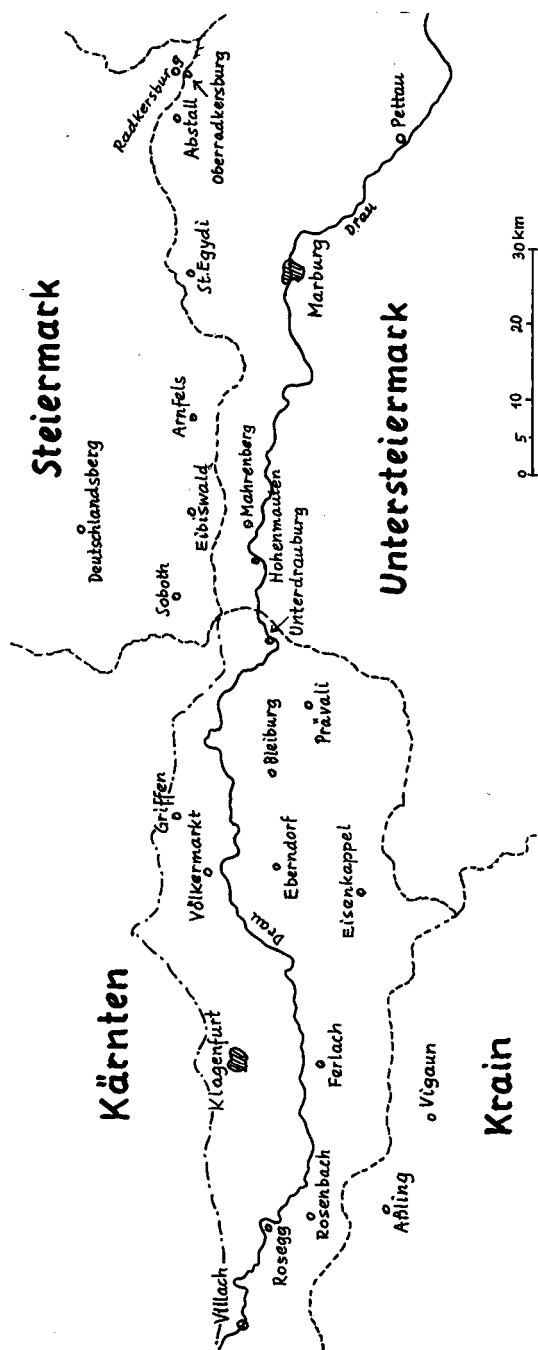 Steiermark
Untersteiermark
Kärnten
Krain
Radkersburg
Abstall
Oberradkersburg
St. Egydi
Arnfels
Deutschlandsberg
Eibiswald
Soboth
Mahrenberg
Hohenmauten
Unterdrauburg
Marburg
Drau
Pettau
Griffen
Völkermarkt
Bleiburg
Prävali
Eberndorf
Eisenkappel
Drau
Klagenfurt
Ferlach
Villach
Rosegg
Rosenbach
Aßling
Vigaun
0 5 10 20 30 km